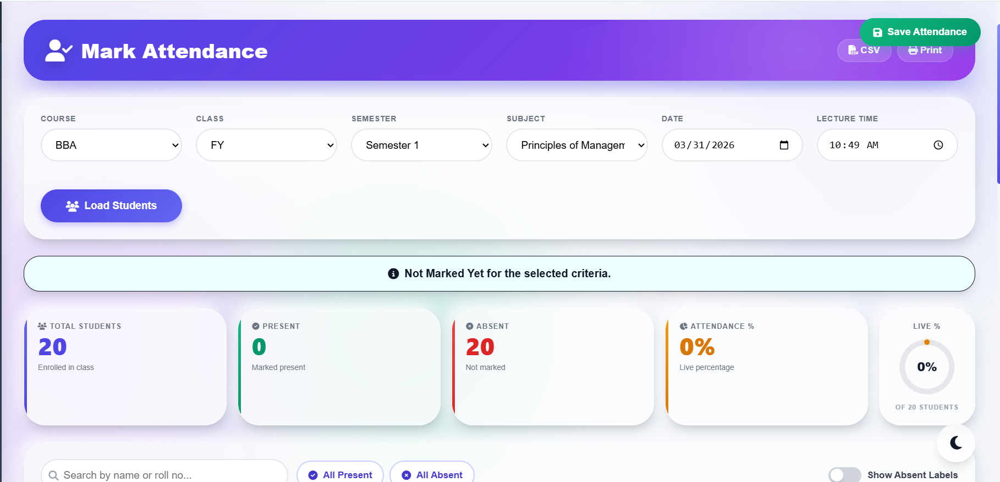 Save Attendance
Mark Attendance
CSV
Print
COURSE
CLASS
SEMESTER
SUBJECT
DATE
LECTURE TIME
BBA
FY
Semester 1
Principles of Managem
03/31/2026
10:49 AM
Load Students
Not Marked Yet for the selected criteria.
TOTAL STUDENTS
20
Enrolled in class
PRESENT
0
Marked present
ABSENT
20
Not marked
ATTENDANCE %
0%
Live percentage
LIVE %
0%
OF 20 STUDENTS
Search by name or roll no...
All Present
All Absent
Show Absent Labels